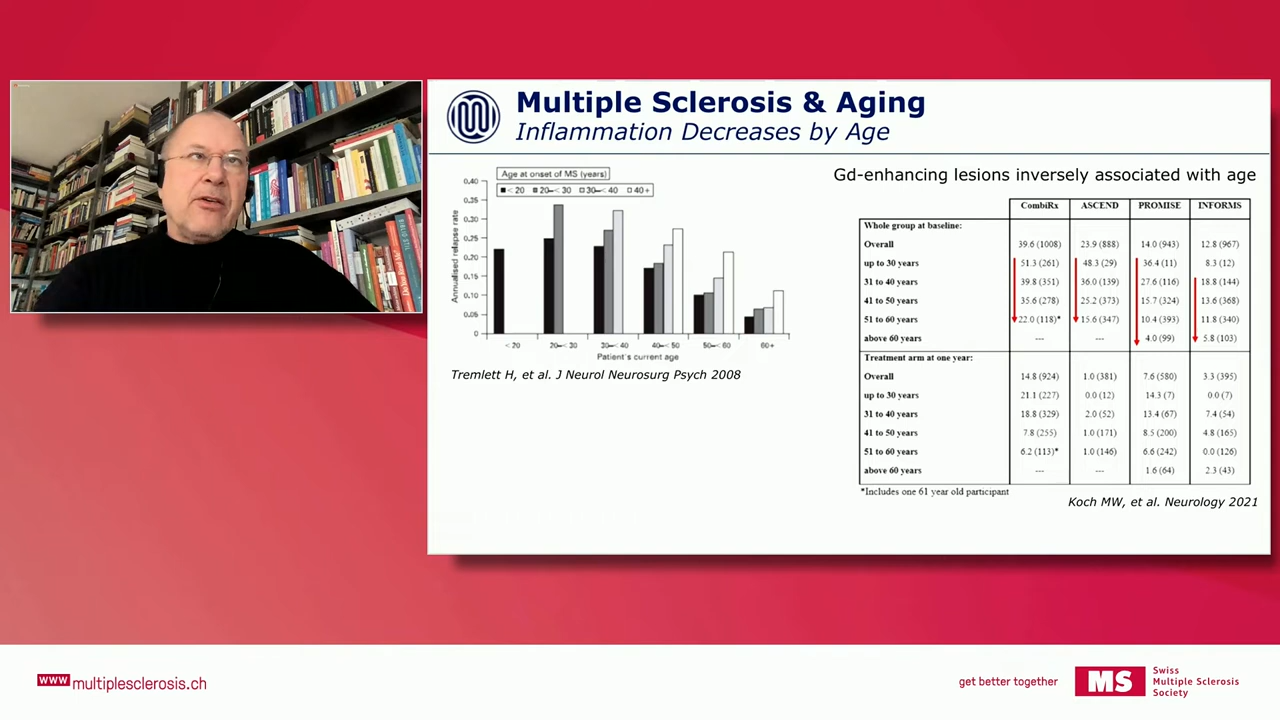 Multiple Sclerosis & Aging
Inflammation Decreases by Age
Age at onset of MS (years)
<20 20–<30 30–<40 40+
Annualised relapse rate
0.40
0.35
0.30
0.25
0.20
0.15
0.10
0.05
0
<20 20–<30 30–<40 40–<50 50–<60 60+
Patient's current age
Tremlett H, et al. J Neurol Neurosurg Psych 2008
Gd-enhancing lesions inversely associated with age
CombiRx ASCEND PROMISE INFORMS
Whole group at baseline:
Overall 39.6 (1008) 23.9 (888) 14.0 (943) 12.8 (967)
up to 30 years 51.3 (261) 48.3 (29) 36.4 (11) 8.3 (12)
31 to 40 years 39.8 (351) 36.0 (139) 27.6 (116) 18.8 (144)
41 to 50 years 35.6 (278) 25.2 (373) 15.7 (324) 13.6 (368)
51 to 60 years 22.0 (118)* 15.6 (347) 10.4 (393) 11.8 (340)
above 60 years --- --- 4.0 (99) 5.8 (103)
Treatment arm at one year:
Overall 14.8 (924) 1.0 (381) 7.6 (580) 3.3 (395)
up to 30 years 21.1 (227) 0.0 (12) 14.3 (7) 0.0 (7)
31 to 40 years 18.8 (329) 2.0 (52) 13.4 (67) 7.4 (54)
41 to 50 years 7.8 (255) 1.0 (171) 8.5 (200) 4.8 (165)
51 to 60 years 6.2 (113)* 1.0 (146) 6.6 (242) 0.0 (126)
above 60 years --- --- 1.6 (64) 2.3 (43)
*Includes one 61 year old participant
Koch MW, et al. Neurology 2021
www multiplesclerosis.ch
get better together
MS
Swiss
Multiple Sclerosis
Society